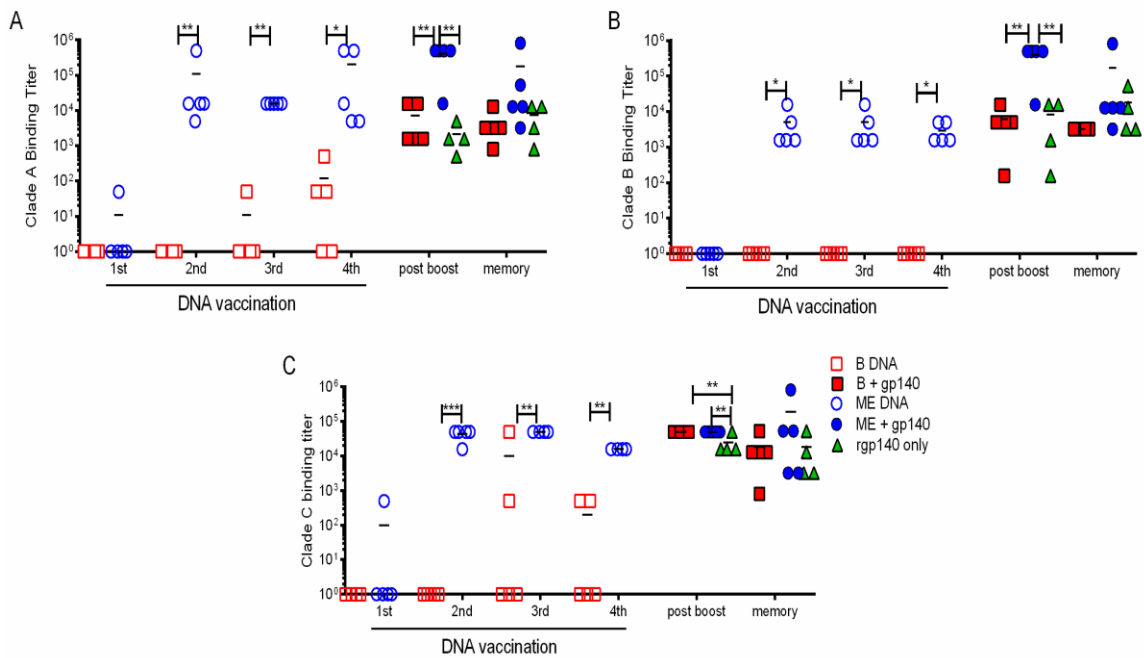 A
Clade A Binding Titer
10⁶
10⁵
10⁴
10³
10²
10¹
10⁰
** ** * ** **
1st 2nd 3rd 4th post boost memory
DNA vaccination
B
Clade B Binding Titer
10⁶
10⁵
10⁴
10³
10²
10¹
10⁰
* * * ** **
1st 2nd 3rd 4th post boost memory
DNA vaccination
C
Clade C binding titer
10⁶
10⁵
10⁴
10³
10²
10¹
10⁰
*** ** ** ** **
1st 2nd 3rd 4th post boost memory
DNA vaccination
B DNA
B + gp140
ME DNA
ME + gp140
rgp140 only